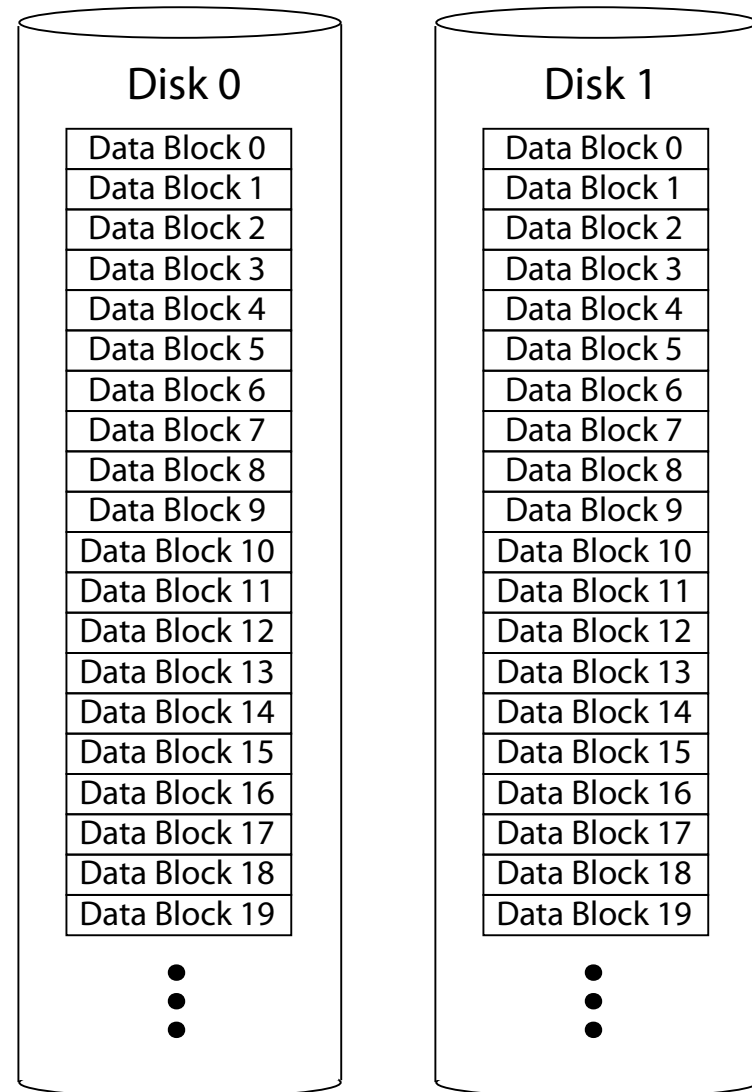 Disk 0
Data Block 0
Data Block 1
Data Block 2
Data Block 3
Data Block 4
Data Block 5
Data Block 6
Data Block 7
Data Block 8
Data Block 9
Data Block 10
Data Block 11
Data Block 12
Data Block 13
Data Block 14
Data Block 15
Data Block 16
Data Block 17
Data Block 18
Data Block 19
Disk 1
Data Block 0
Data Block 1
Data Block 2
Data Block 3
Data Block 4
Data Block 5
Data Block 6
Data Block 7
Data Block 8
Data Block 9
Data Block 10
Data Block 11
Data Block 12
Data Block 13
Data Block 14
Data Block 15
Data Block 16
Data Block 17
Data Block 18
Data Block 19